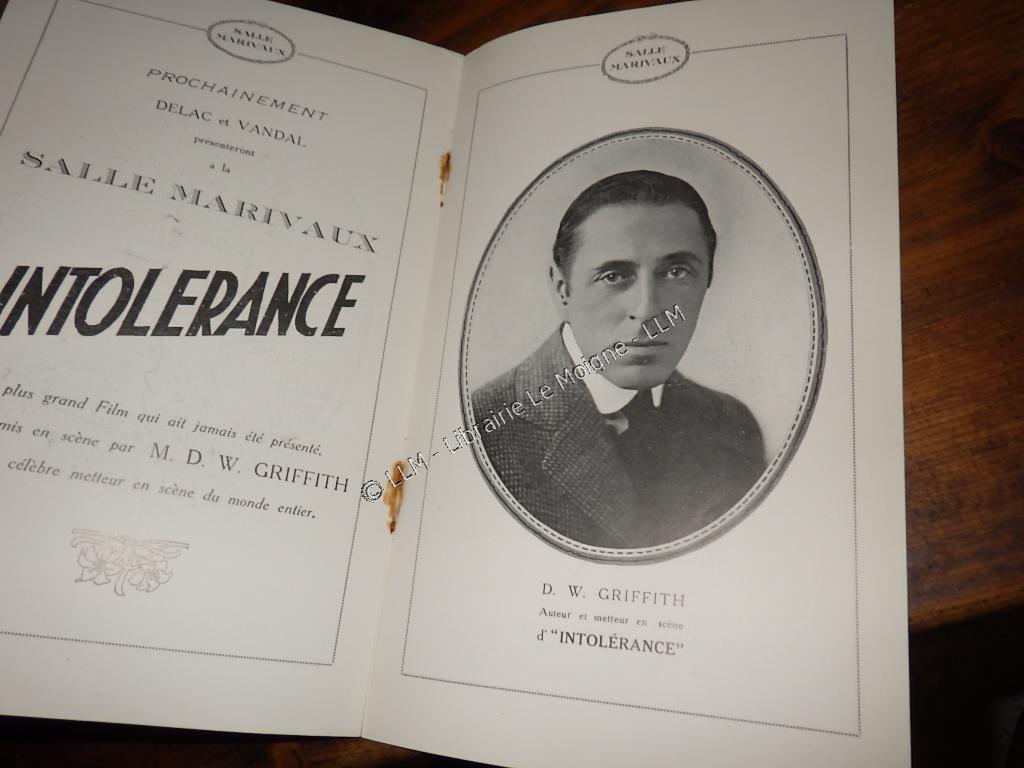 SALLE
MARIVAUX
PROCHAINEMENT
DELAC et VANDAL
présenteront
à la
SALLE MARIVAUX
INTOLERANCE
plus grand Film qui ait jamais été présenté,
mis en scène par M. D. W. GRIFFITH
célèbre metteur en scène du monde entier.
SALLE
MARIVAUX
D. W. GRIFFITH
Auteur et metteur en scène
d' "INTOLÉRANCE"
© LLM - Librairie Le Moigne - LLM